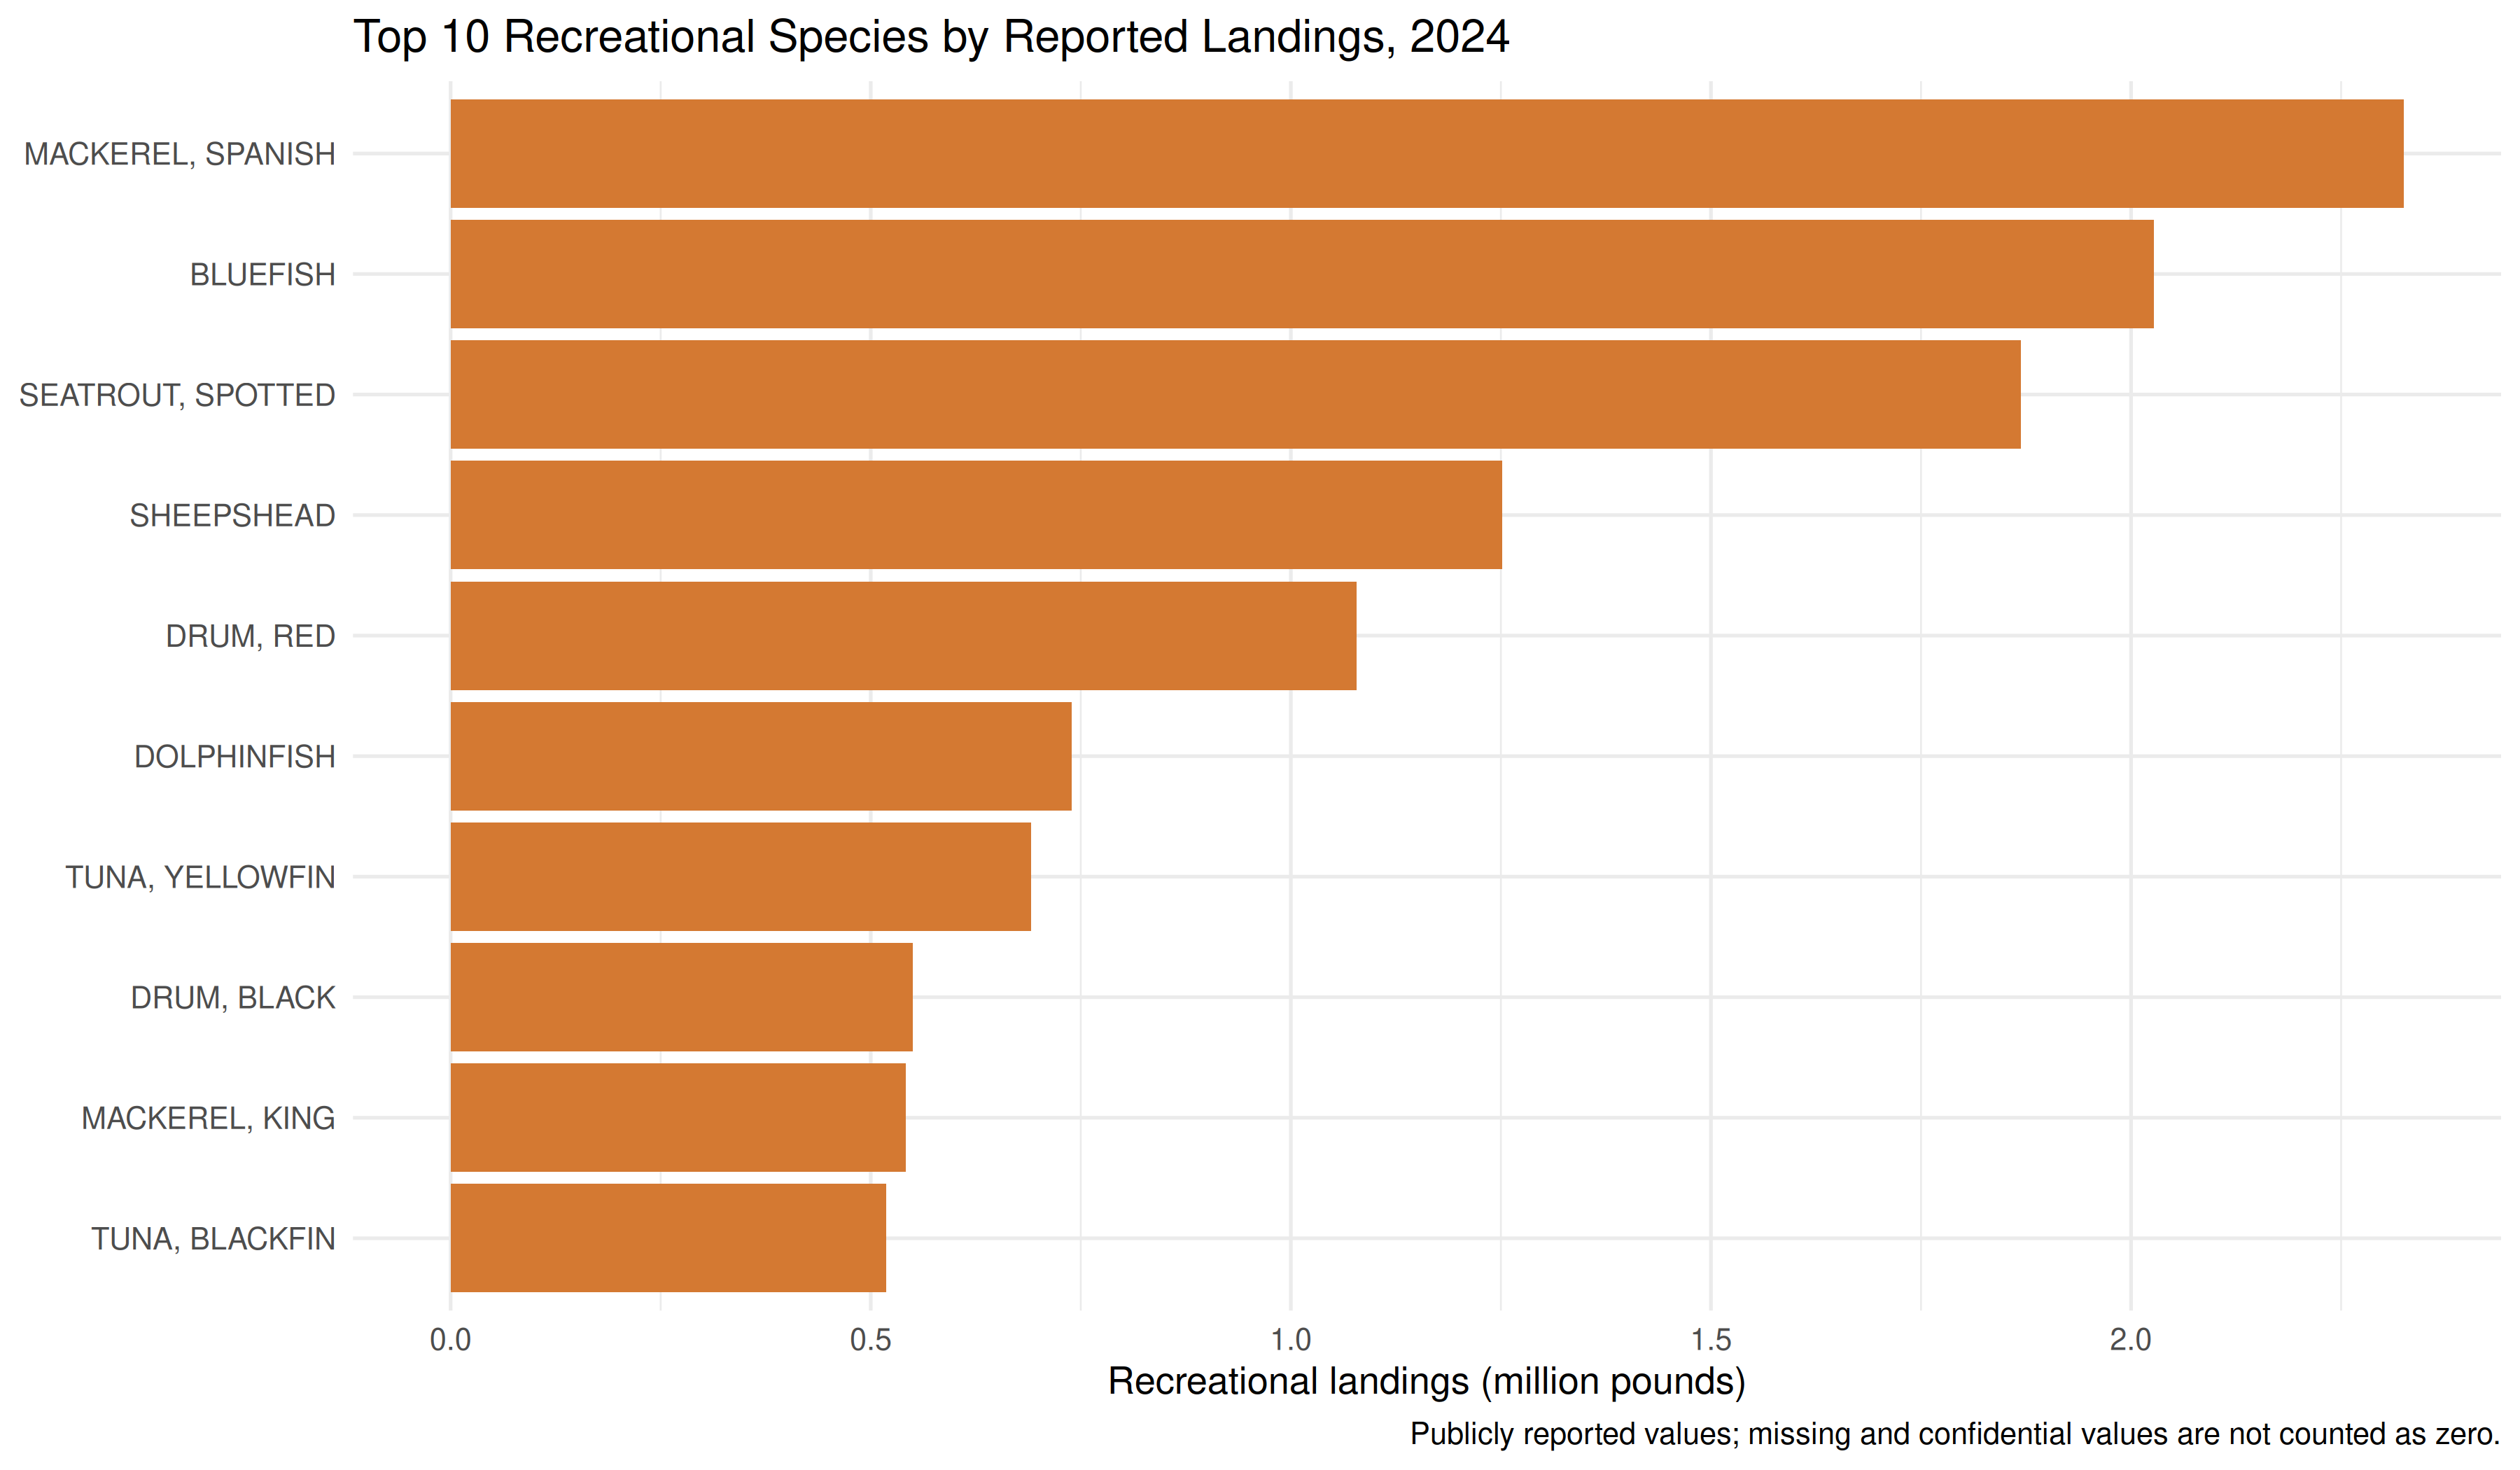 Top 10 Recreational Species by Reported Landings, 2024
MACKEREL, SPANISH
BLUEFISH
SEATROUT, SPOTTED
SHEEPSHEAD
DRUM, RED
DOLPHINFISH
TUNA, YELLOWFIN
DRUM, BLACK
MACKEREL, KING
TUNA, BLACKFIN
0.0 0.5 1.0 1.5 2.0
Recreational landings (million pounds)
Publicly reported values; missing and confidential values are not counted as zero.